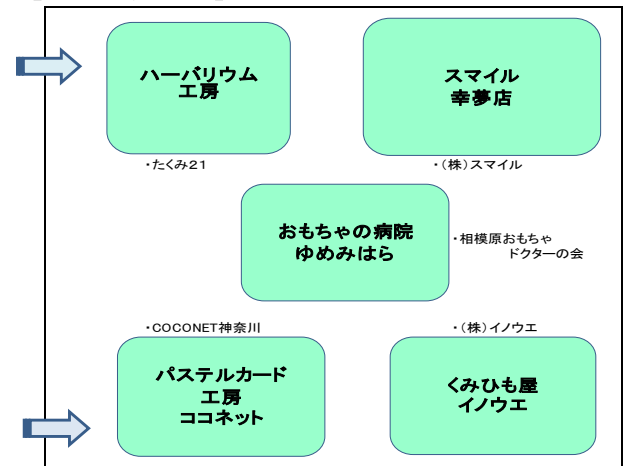 ハーバリウム
工房
・たくみ21
スマイル
幸夢店
・(株)スマイル
おもちゃの病院
ゆめみはら
・相模原おもちゃ
ドクターの会
・COCONET神奈川
パステルカード
工房
ココネット
・(株)イノウエ
くみひも屋
イノウエ